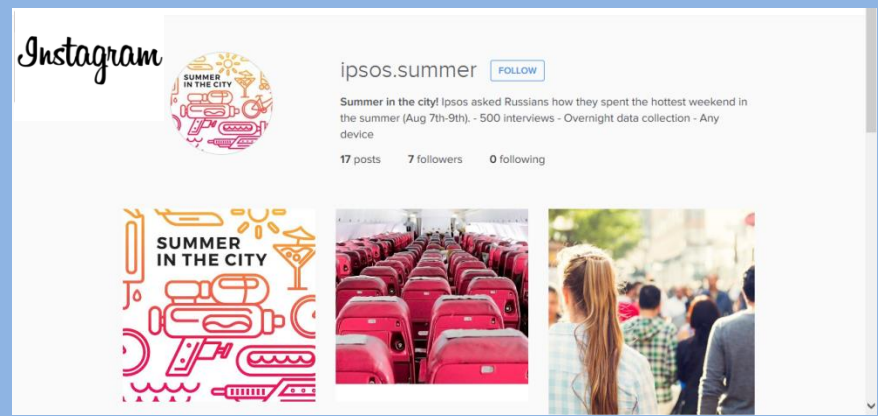 Instagram
SUMMER
IN THE CITY
ipsos.summer FOLLOW
Summer in the city! Ipsos asked Russians how they spent the hottest weekend in
the summer (Aug 7th-9th). - 500 interviews - Overnight data collection - Any
device
17 posts 7 followers 0 following
SUMMER
IN THE CITY